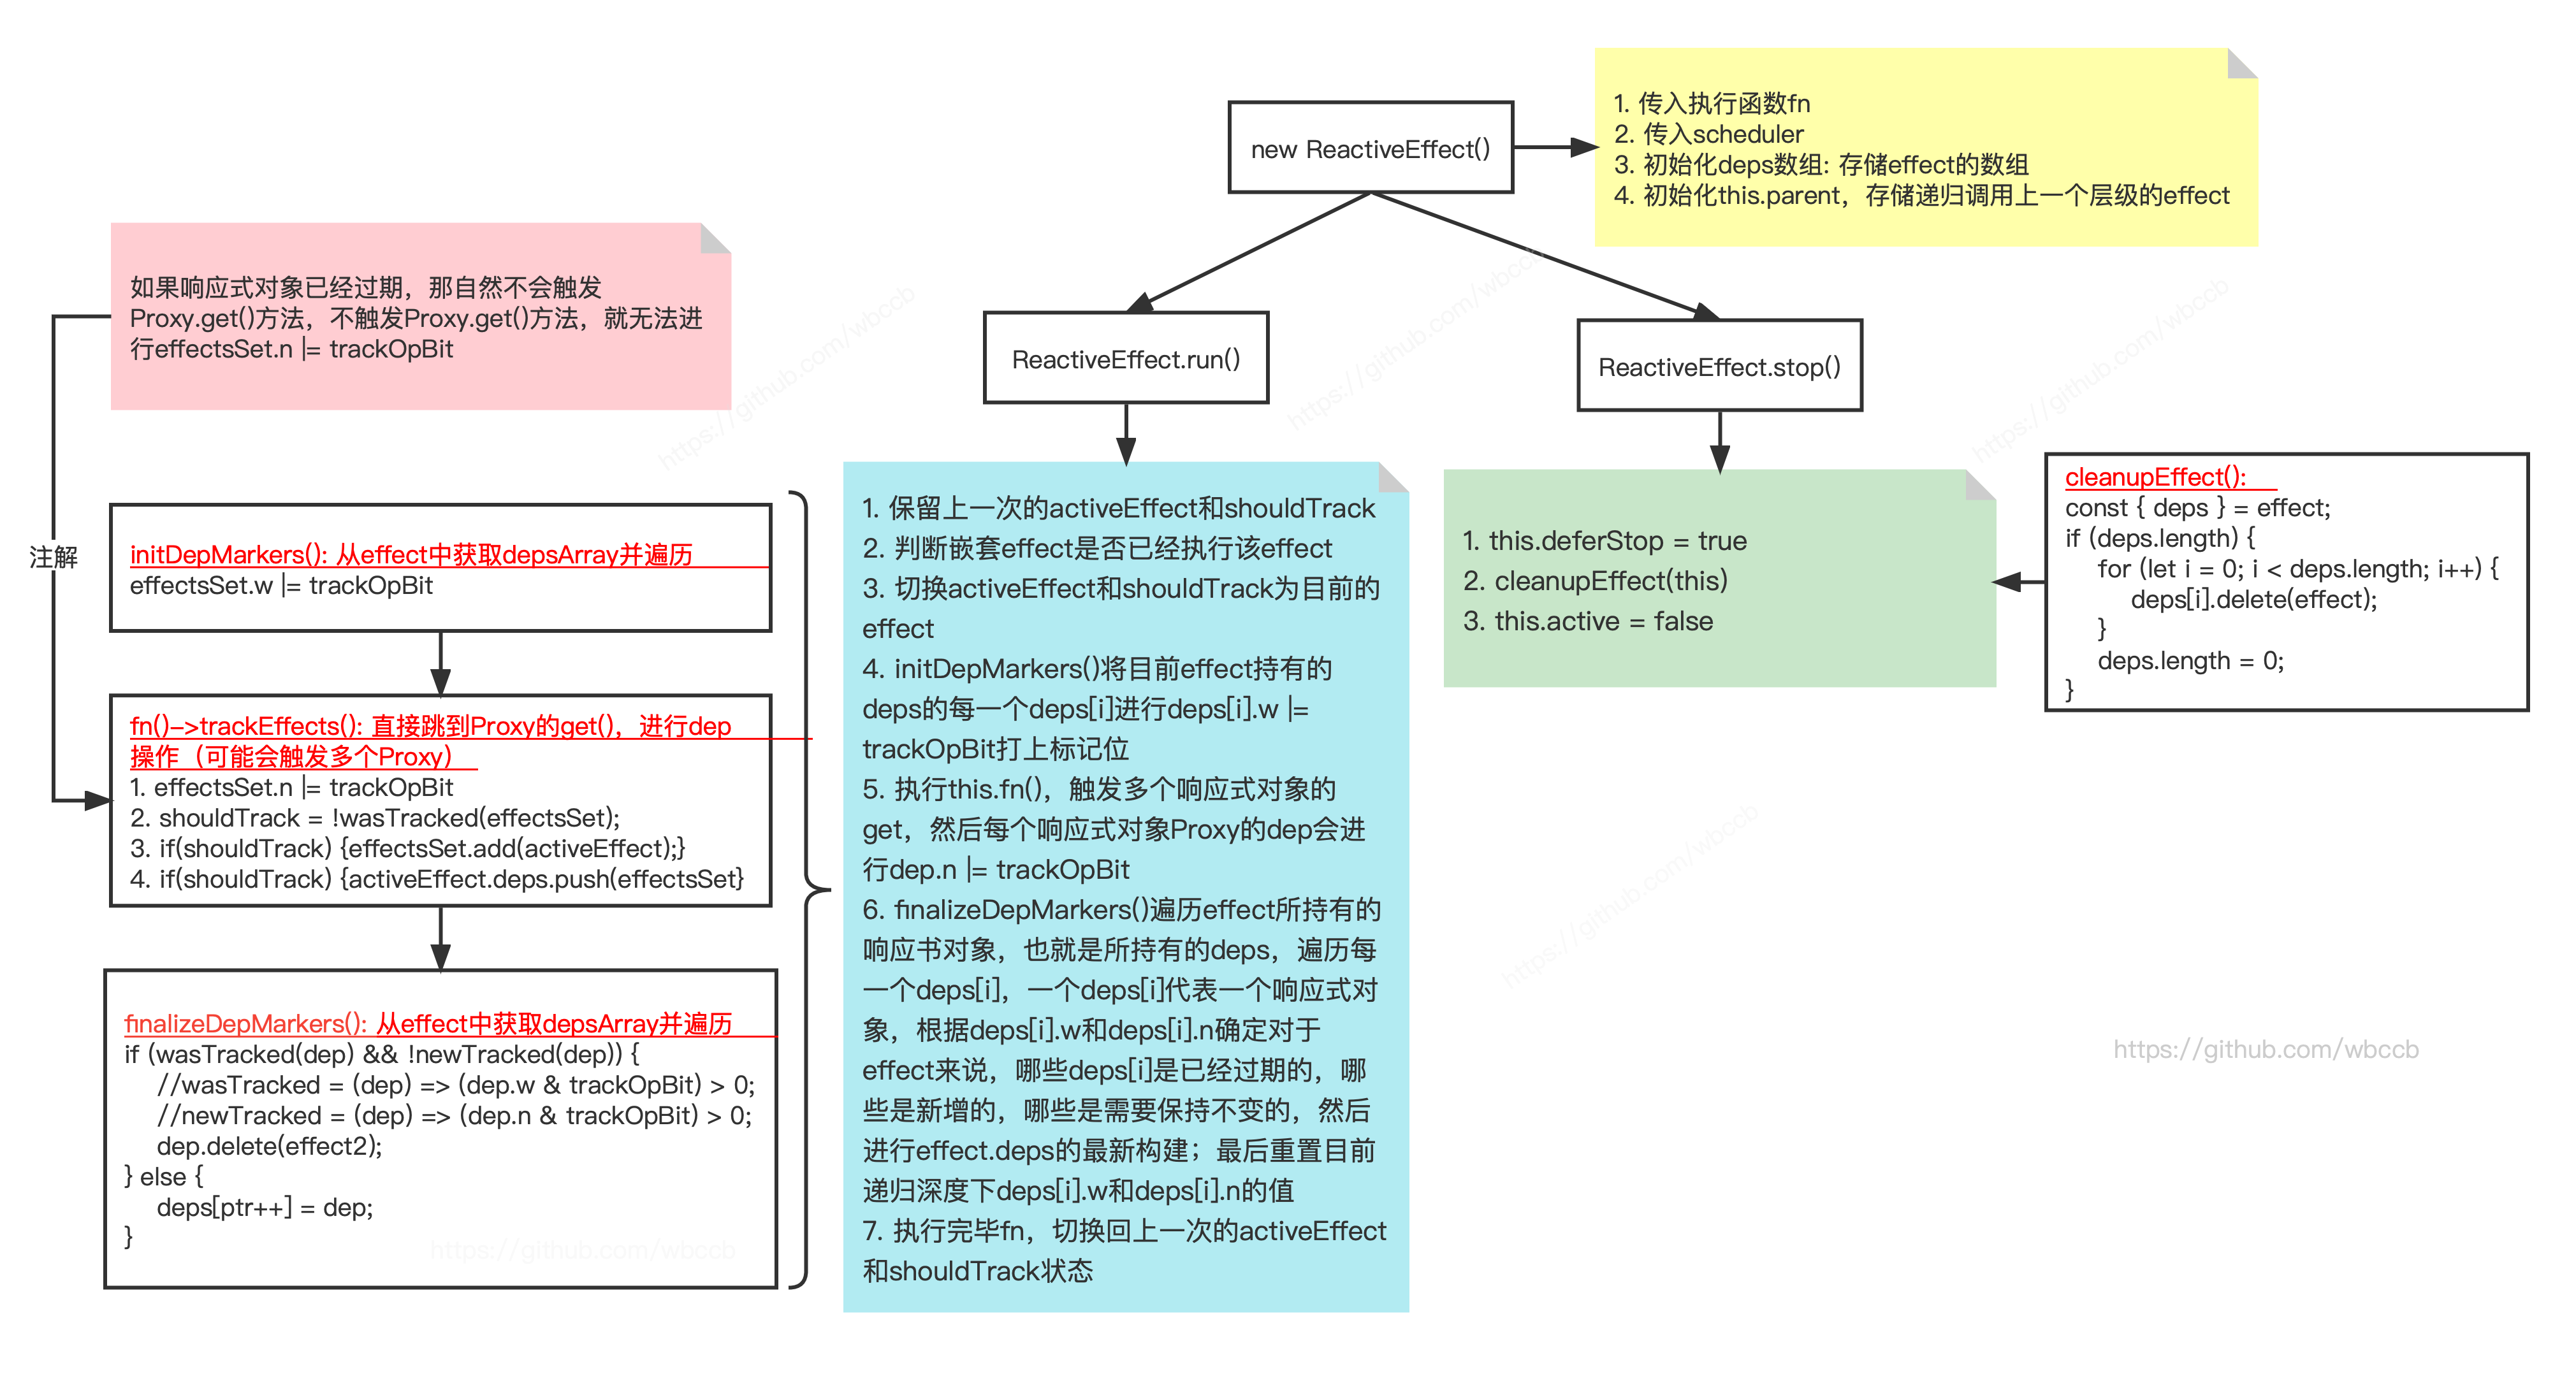 new ReactiveEffect()
1. 传入执行函数fn
2. 传入scheduler
3. 初始化deps数组: 存储effect的数组
4. 初始化this.parent，存储递归调用上一个层级的effect
如果响应式对象已经过期，那自然不会触发
Proxy.get()方法，不触发Proxy.get()方法，就无法进
行effectsSet.n |= trackOpBit
ReactiveEffect.run()
ReactiveEffect.stop()
注解
initDepMarkers(): 从effect中获取depsArray并遍历
effectsSet.w |= trackOpBit
fn()->trackEffects(): 直接跳到Proxy的get()，进行dep
操作（可能会触发多个Proxy）
1. effectsSet.n |= trackOpBit
2. shouldTrack = !wasTracked(effectsSet);
3. if(shouldTrack) {effectsSet.add(activeEffect);}
4. if(shouldTrack) {activeEffect.deps.push(effectsSet}
finalizeDepMarkers(): 从effect中获取depsArray并遍历
if (wasTracked(dep) && !newTracked(dep)) {
//wasTracked = (dep) => (dep.w & trackOpBit) > 0;
//newTracked = (dep) => (dep.n & trackOpBit) > 0;
dep.delete(effect2);
} else {
deps[ptr++] = dep;
}
1. 保留上一次的activeEffect和shouldTrack
2. 判断嵌套effect是否已经执行该effect
3. 切换activeEffect和shouldTrack为目前的
effect
4. initDepMarkers()将目前effect持有的
deps的每一个deps[i]进行deps[i].w |=
trackOpBit打上标记位
5. 执行this.fn()，触发多个响应式对象的
get，然后每个响应式对象Proxy的dep会进
行dep.n |= trackOpBit
6. finalizeDepMarkers()遍历effect所持有的
响应书对象，也就是所持有的deps，遍历每
一个deps[i]，一个deps[i]代表一个响应式对
象，根据deps[i].w和deps[i].n确定对于
effect来说，哪些deps[i]是已经过期的，哪
些是新增的，哪些是需要保持不变的，然后
进行effect.deps的最新构建；最后重置目前
递归深度下deps[i].w和deps[i].n的值
7. 执行完毕fn，切换回上一次的activeEffect
和shouldTrack状态
1. this.deferStop = true
2. cleanupEffect(this)
3. this.active = false
cleanupEffect():
const { deps } = effect;
if (deps.length) {
for (let i = 0; i < deps.length; i++) {
deps[i].delete(effect);
}
deps.length = 0;
}
https://github.com/wbccb
https://github.com/wbccb
https://github.com/wbccb
https://github.com/wbccb
https://github.com/wbccb
https://github.com/wbccb